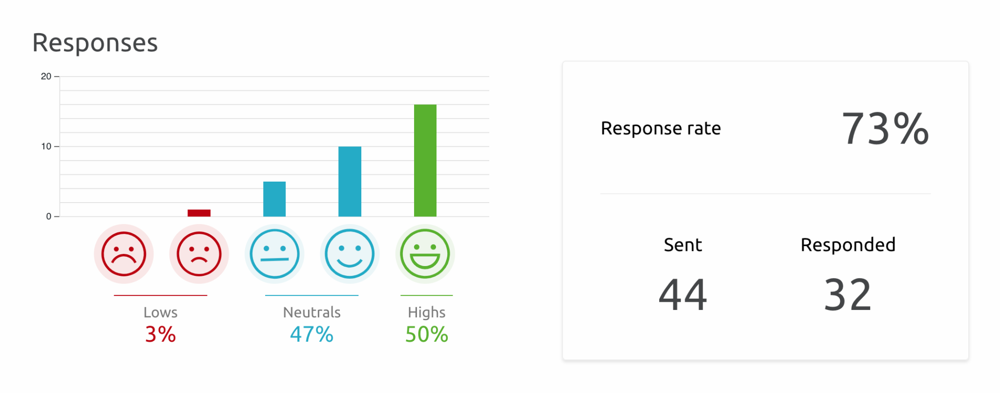 Responses
20
10
0
Lows
3%
Neutrals
47%
Highs
50%
Response rate
73%
Sent
44
Responded
32